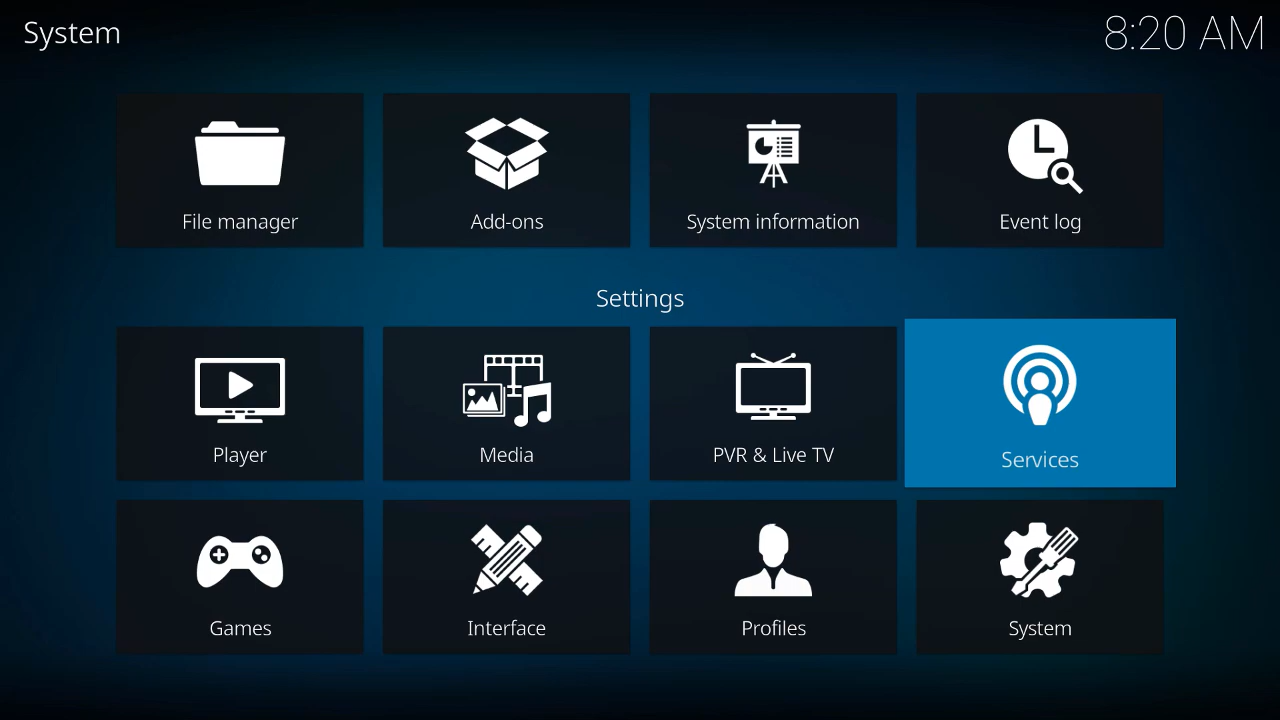 System
8:20 AM
File manager
Add-ons
System information
Event log
Settings
Player
Media
PVR & Live TV
Services
Games
Interface
Profiles
System